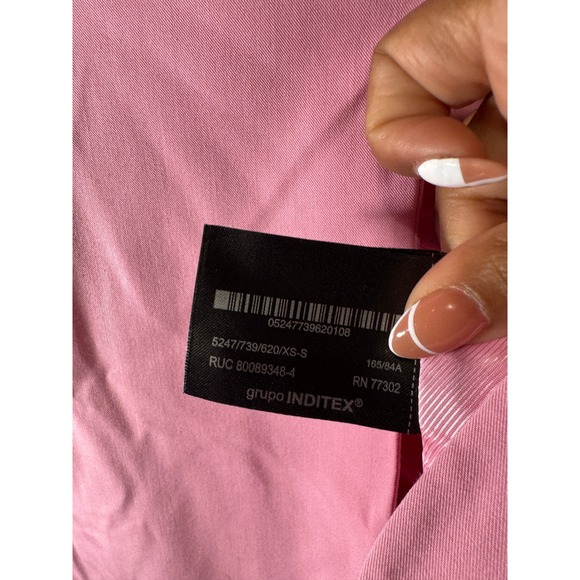 05247739620108
5247/739/620/XS-S
165/84A
RUC 80089348-4
RN 77302
grupo INDITEX®